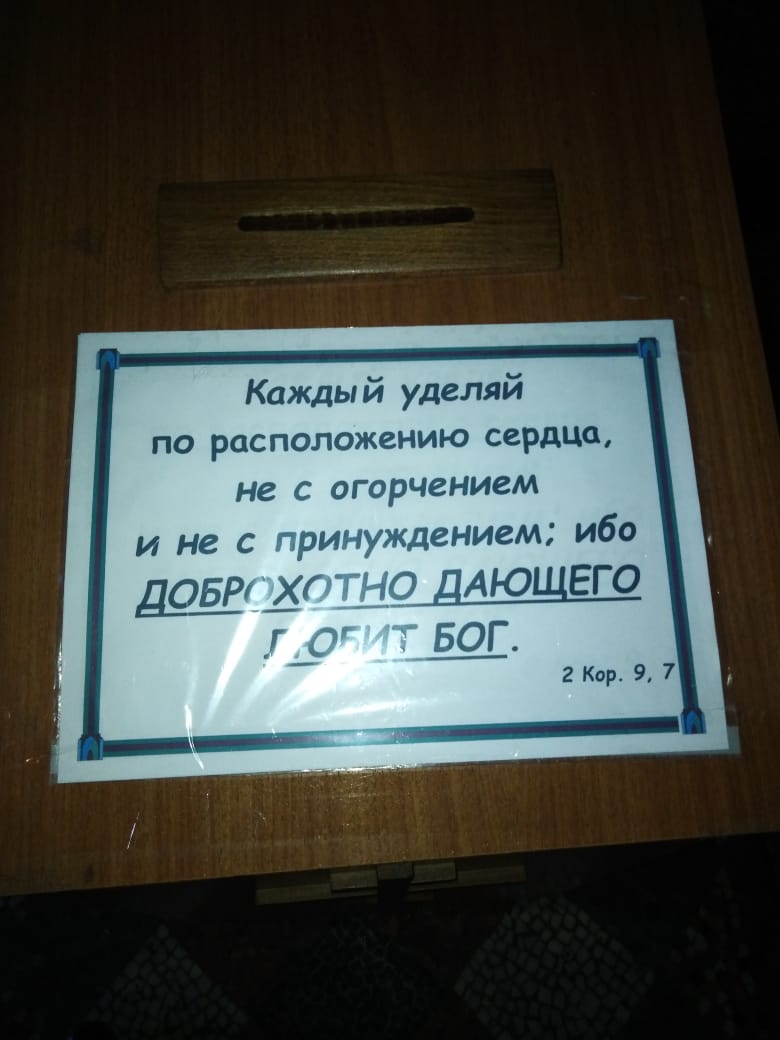 Каждый уделяй
по расположению сердца,
не с огорчением
и не с принуждением; ибо
ДОБРОХОТНО ДАЮЩЕГО
ЛЮБИТ БОГ.
2 Кор. 9, 7